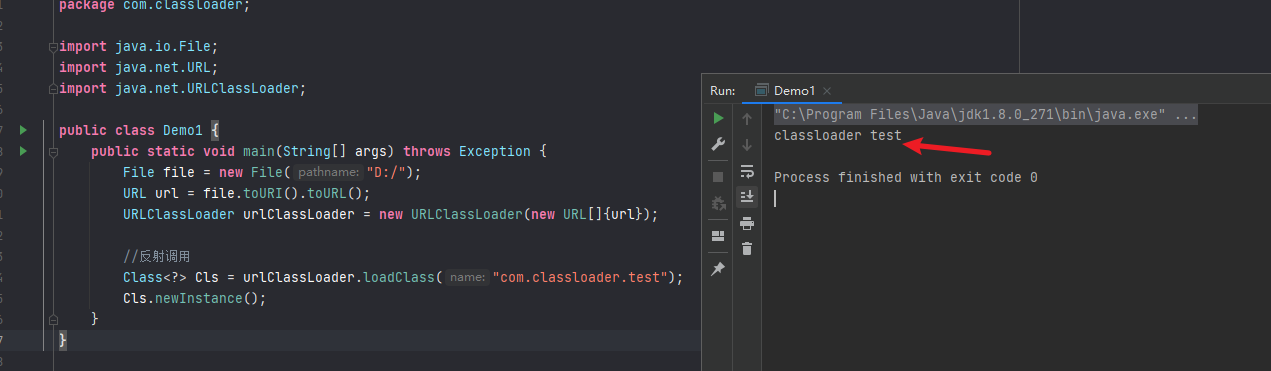 package com.classloader;
import java.io.File;
import java.net.URL;
import java.net.URLClassLoader;
public class Demo1 {
public static void main(String[] args) throws Exception {
File file = new File( pathname: "D:/");
URL url = file.toURI().toURL();
URLClassLoader urlClassLoader = new URLClassLoader(new URL[]{url});
//反射调用
Class<?> Cls = urlClassLoader.loadClass( name: "com.classloader.test");
Cls.newInstance();
}
}
Run: Demo1
"C:\Program Files\Java\jdk1.8.0_271\bin\java.exe" ...
classloader test
Process finished with exit code 0